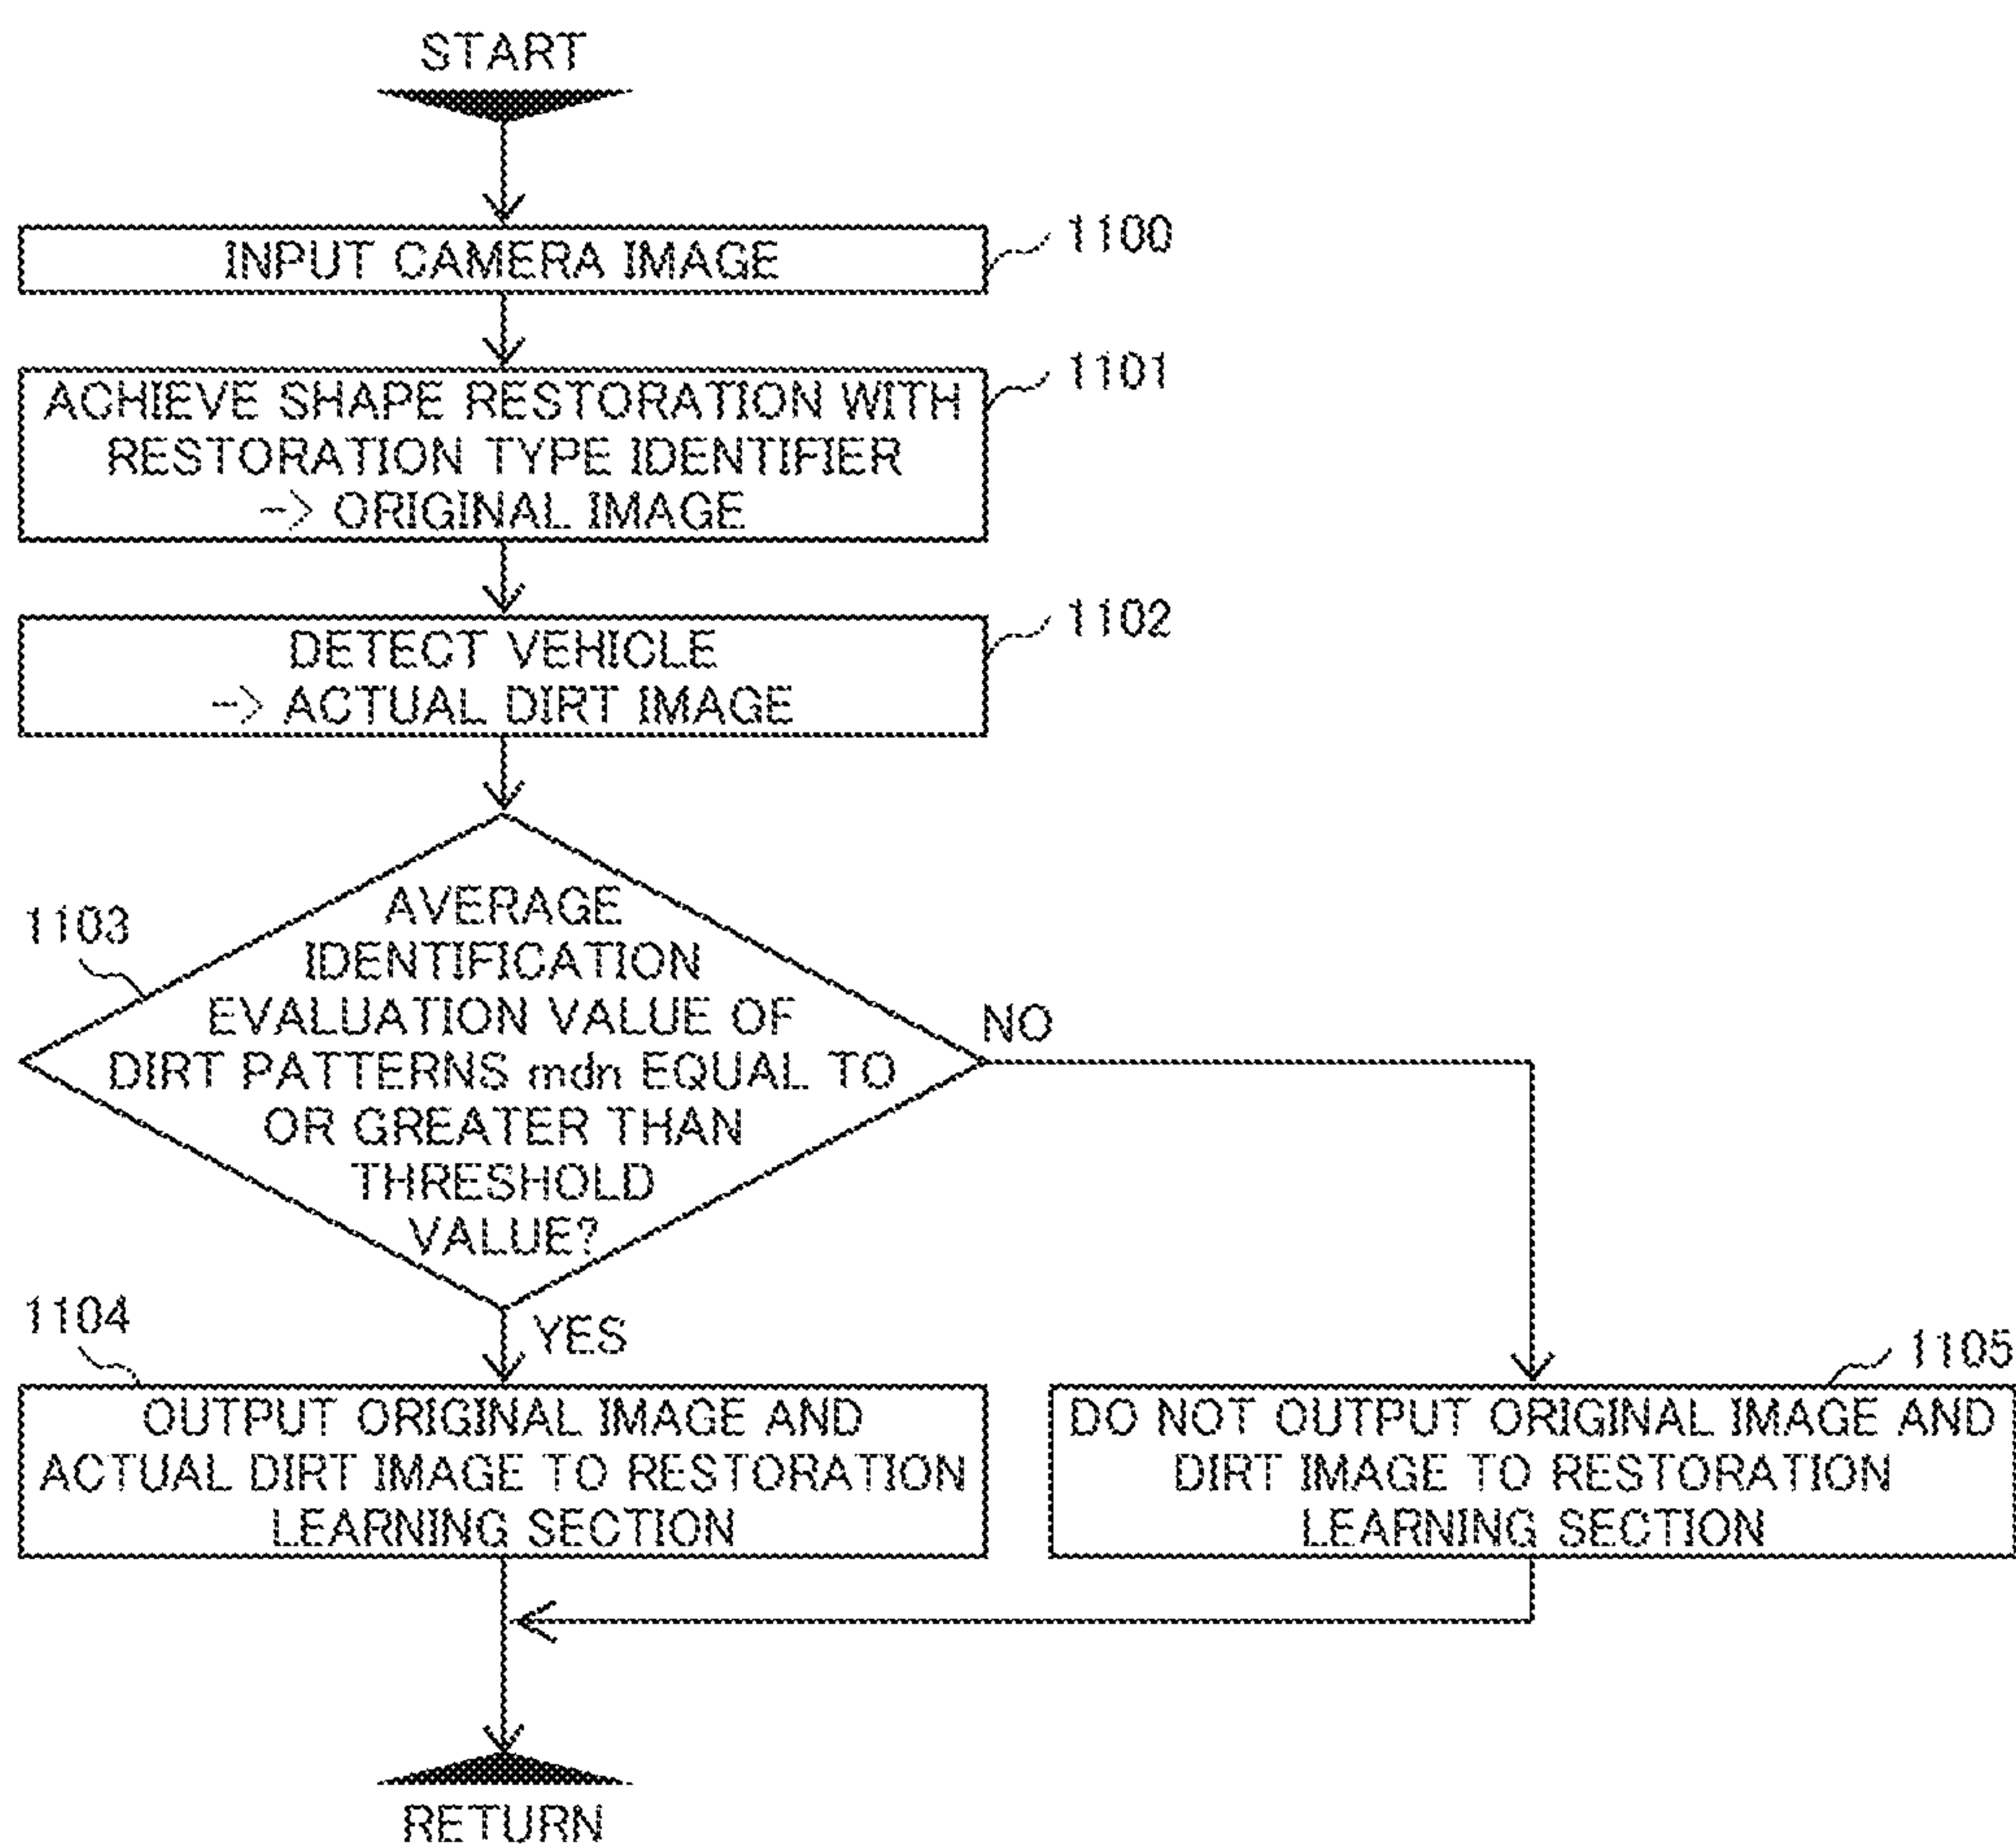 START
INPUT CAMERA IMAGE
1100
ACHIEVE SHAPE RESTORATION WITH
RESTORATION TYPE IDENTIFIER
-> ORIGINAL IMAGE
1101
DETECT VEHICLE
-> ACTUAL DIRT IMAGE
1102
1103
AVERAGE
IDENTIFICATION
EVALUATION VALUE OF
DIRT PATTERNS mdn EQUAL TO
OR GREATER THAN
THRESHOLD
VALUE?
NO
YES
1104
OUTPUT ORIGINAL IMAGE AND
ACTUAL DIRT IMAGE TO RESTORATION
LEARNING SECTION
1105
DO NOT OUTPUT ORIGINAL IMAGE AND
DIRT IMAGE TO RESTORATION
LEARNING SECTION
RETURN